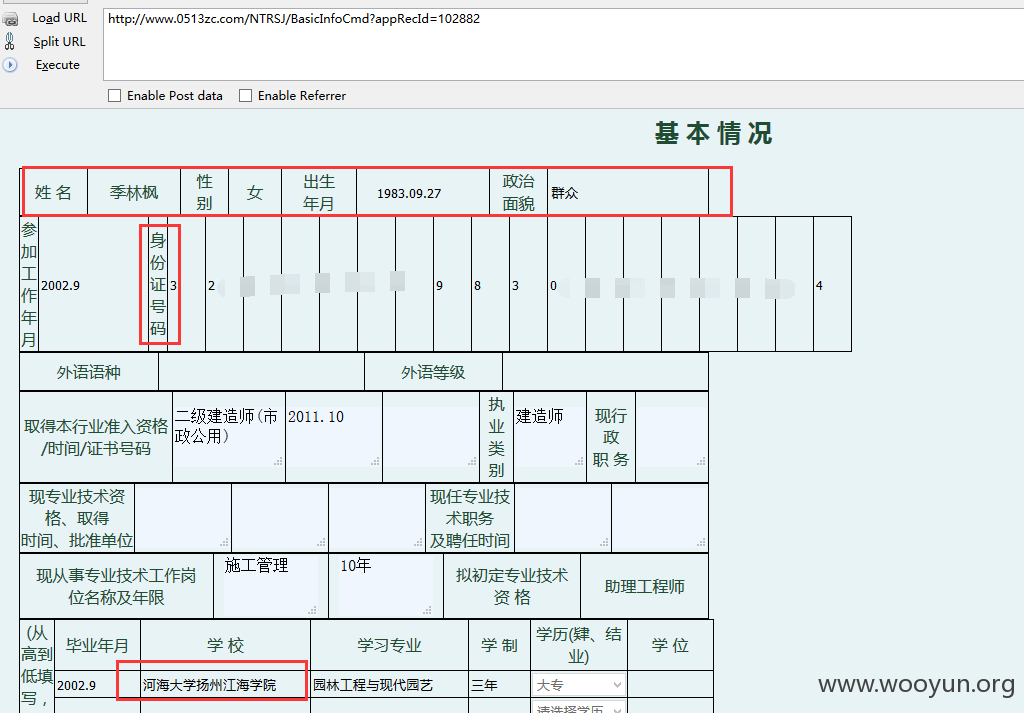 Load URL
http://www.0513zc.com/NTRSJ/BasicInfoCmd?appRecId=102882
Split URL
Execute
Enable Post data
Enable Referrer
基 本 情 况
姓 名
季林枫
性
别
女
出生
年月
1983.09.27
政治
面貌
群众
参
加
工
作
年
月
2002.9
身
份
证
号
码
3
2
9
8
3
0
4
外语语种
外语等级
取得本行业准入资格
/时间/证书号码
二级建造师(市
政公用)
2011.10
执
业
类
别
建造师
现行
政
职 务
现专业技术资
格、取得
时间、批准单位
现任专业技
术职务
及聘任时间
现从事专业技术工作岗
位名称及年限
施工管理
10年
拟初定专业技术
资 格
助理工程师
(从
高到
低填
写，
毕业年月
学 校
学习专业
学 制
学历(肄、结
业)
学 位
2002.9
河海大学扬州江海学院
园林工程与现代园艺
三年
大专
请选择学历
www.wooyun.org